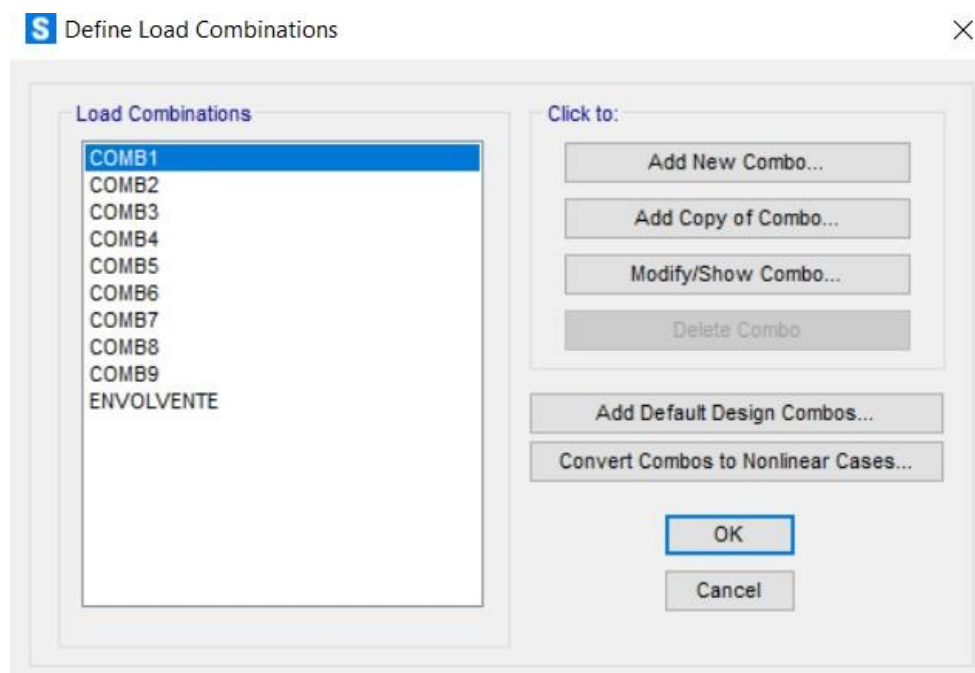 S Define Load Combinations
Load Combinations
COMB1
COMB2
COMB3
COMB4
COMB5
COMB6
COMB7
COMB8
COMB9
ENVOLVENTE
Click to:
Add New Combo...
Add Copy of Combo...
Modify/Show Combo...
Delete Combo
Add Default Design Combos...
Convert Combos to Nonlinear Cases...
OK
Cancel